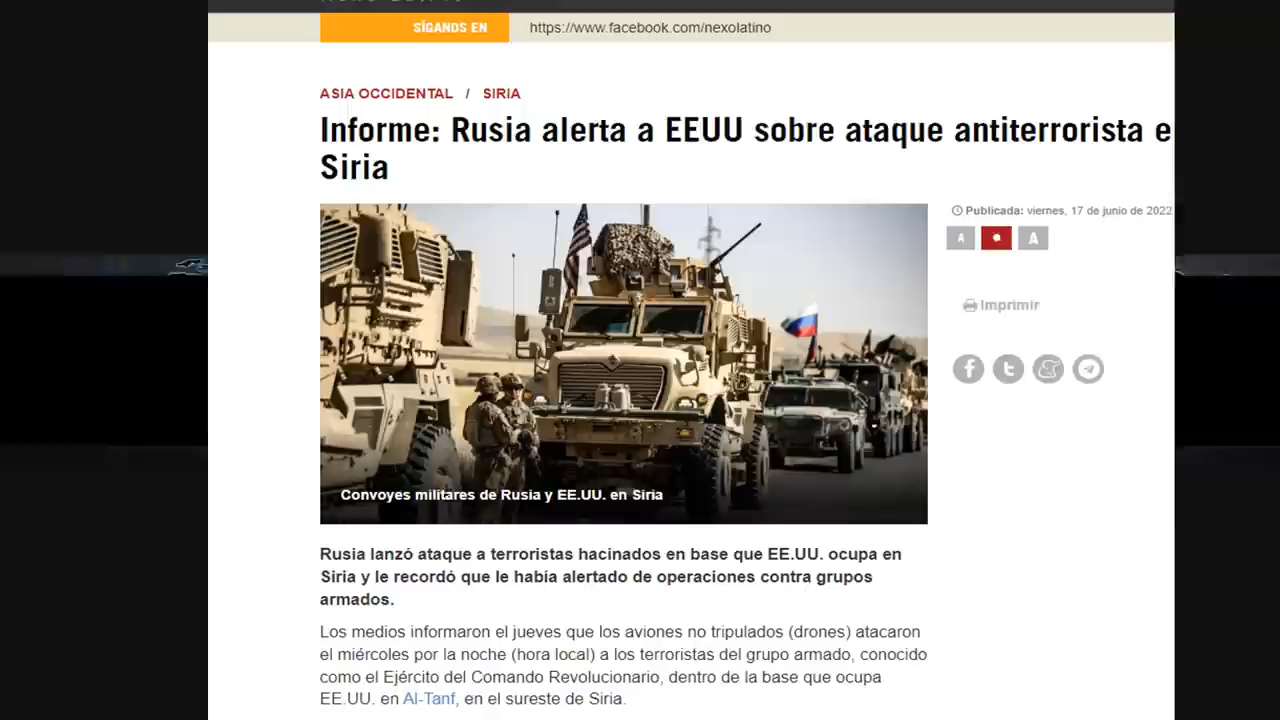 SÍGANOS EN
https://www.facebook.com/nexolatino
ASIA OCCIDENTAL / SIRIA
Informe: Rusia alerta a EEUU sobre ataque antiterrorista e
Siria
Publicada: viernes, 17 de junio de 2022
A A
Imprimir
Convoyes militares de Rusia y EE.UU. en Siria
Rusia lanzó ataque a terroristas hacinados en base que EE.UU. ocupa en
Siria y le recordó que le había alertado de operaciones contra grupos
armados.
Los medios informaron el jueves que los aviones no tripulados (drones) atacaron
el miércoles por la noche (hora local) a los terroristas del grupo armado, conocido
como el Ejército del Comando Revolucionario, dentro de la base que ocupa
EE.UU. en Al-Tanf, en el sureste de Siria.